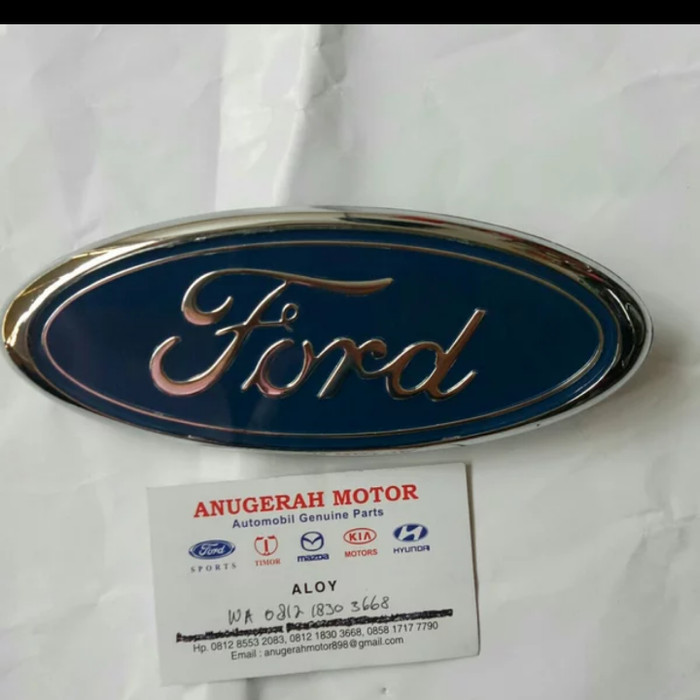 Ford
ANUGERAH MOTOR
Automobil Genuine Parts
Ford
SPORTS
TIMOR
mazda
KIA
MOTORS
HYUNDAI
ALOY
WA 0812 1830 3668
Hp. 0812 8553 2083, 0812 1830 3668, 0858 1717 7790
Email : anugerahmotor898@gmail.com